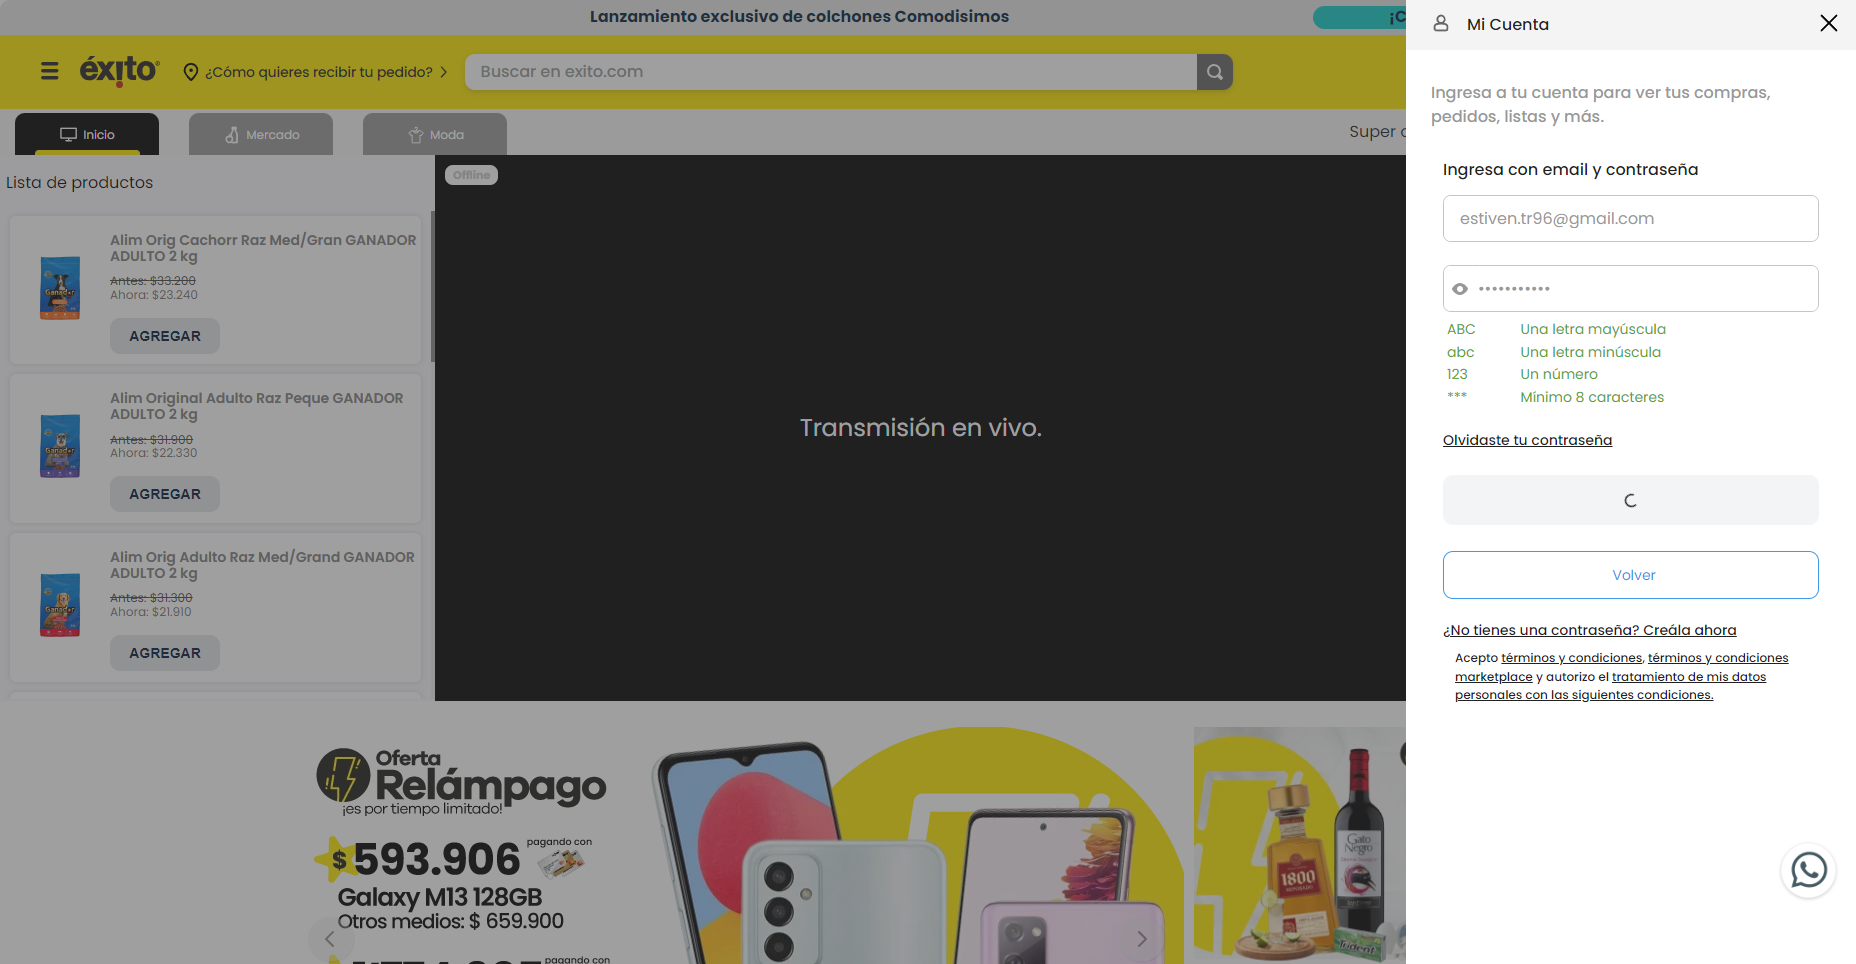 Lanzamiento exclusivo de colchones Comodisimos
¡C
éxito
¿Cómo quieres recibir tu pedido?
Buscar en exito.com
Inicio
Mercado
Moda
Super
Lista de productos
Offline
Alim Orig Cachorr Raz Med/Gran GANADOR
ADULTO 2 kg
Antes: $33.200
Ahora: $23.240
AGREGAR
Alim Original Adulto Raz Peque GANADOR
ADULTO 2 kg
Antes: $31.900
Ahora: $22.330
AGREGAR
Alim Orig Adulto Raz Med/Grand GANADOR
ADULTO 2 kg
Antes: $31.300
Ahora: $21.910
AGREGAR
Transmisión en vivo.
Oferta
Relámpago
¡es por tiempo limitado!
$593.906
pagando con
Galaxy M13 128GB
Otros medios: $ 659.900
pagando con
1800
Gato
Negro
Trident
Mi Cuenta
Ingresa a tu cuenta para ver tus compras,
pedidos, listas y más.
Ingresa con email y contraseña
estiven.tr96@gmail.com
•••••••••••
ABC Una letra mayúscula
abc Una letra minúscula
123 Un número
*** Mínimo 8 caracteres
Olvidaste tu contraseña
Volver
¿No tienes una contraseña? Creála ahora
Acepto términos y condiciones, términos y condiciones
marketplace y autorizo el tratamiento de mis datos
personales con las siguientes condiciones.